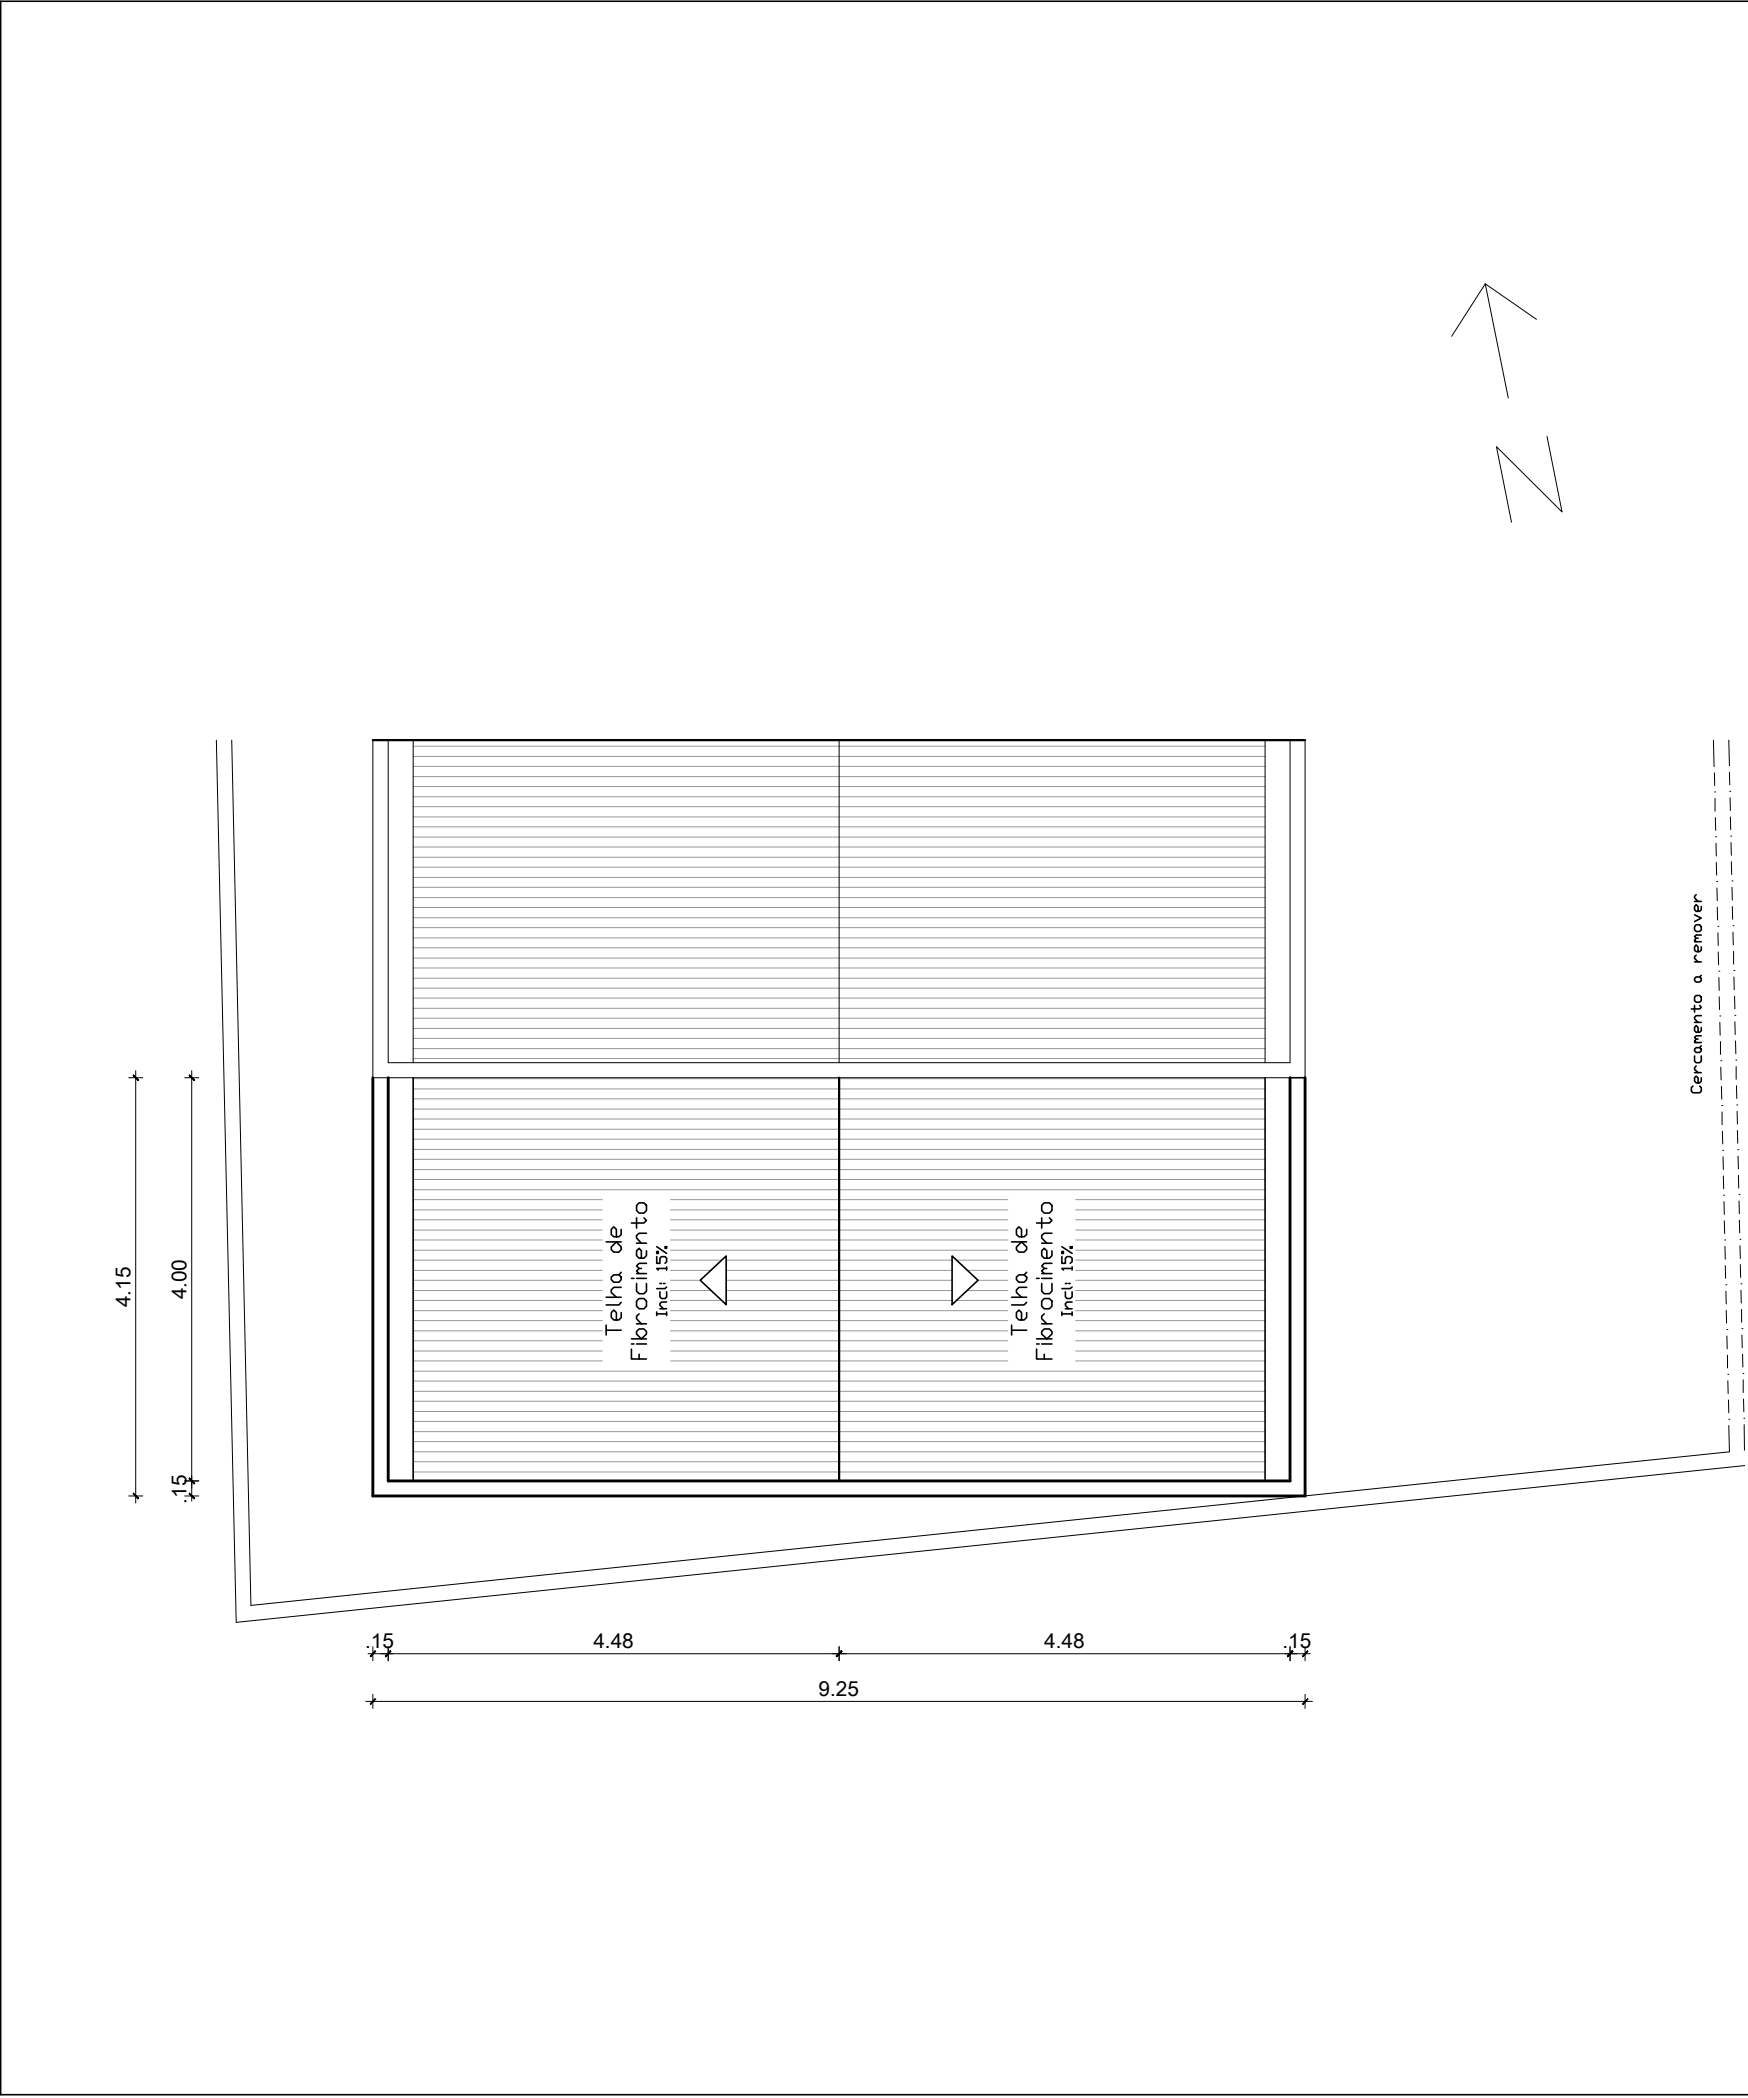 N
Cercamento a remover
Telha de
Fibrocimento
Incl: 15%
Telha de
Fibrocimento
Incl: 15%
4.15
4.00
.15
.15
4.48
4.48
.15
9.25